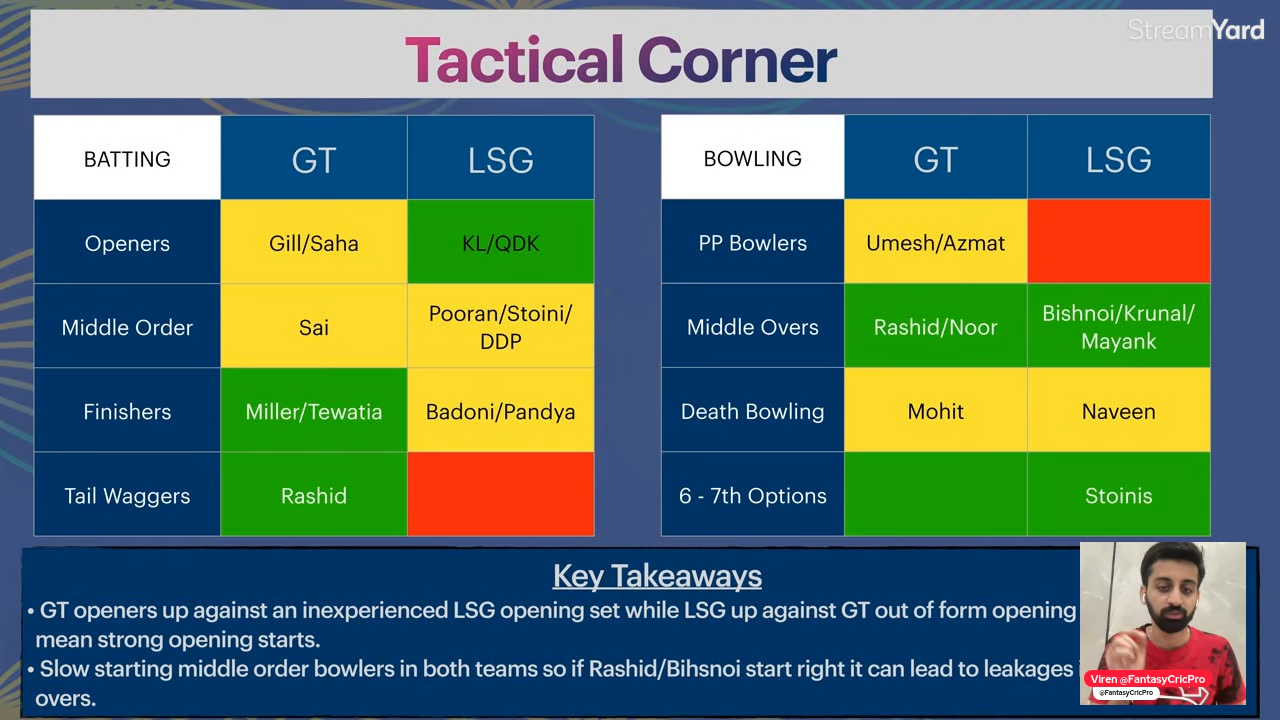 StreamYard
Tactical Corner
BATTING GT LSG
Openers Gill/Saha KL/QDK
Middle Order Sai Pooran/Stoini/
DDP
Finishers Miller/Tewatia Badoni/Pandya
Tail Waggers Rashid
BOWLING GT LSG
PP Bowlers Umesh/Azmat
Middle Overs Rashid/Noor Bishnoi/Krunal/
Mayank
Death Bowling Mohit Naveen
6 - 7th Options Stoinis
Key Takeaways
• GT openers up against an inexperienced LSG opening set while LSG up against GT out of form opening
mean strong opening starts.
• Slow starting middle order bowlers in both teams so if Rashid/Bihsnoi start right it can lead to leakages
overs.
Viren @FantasyCricPro
@FantasyCricPro